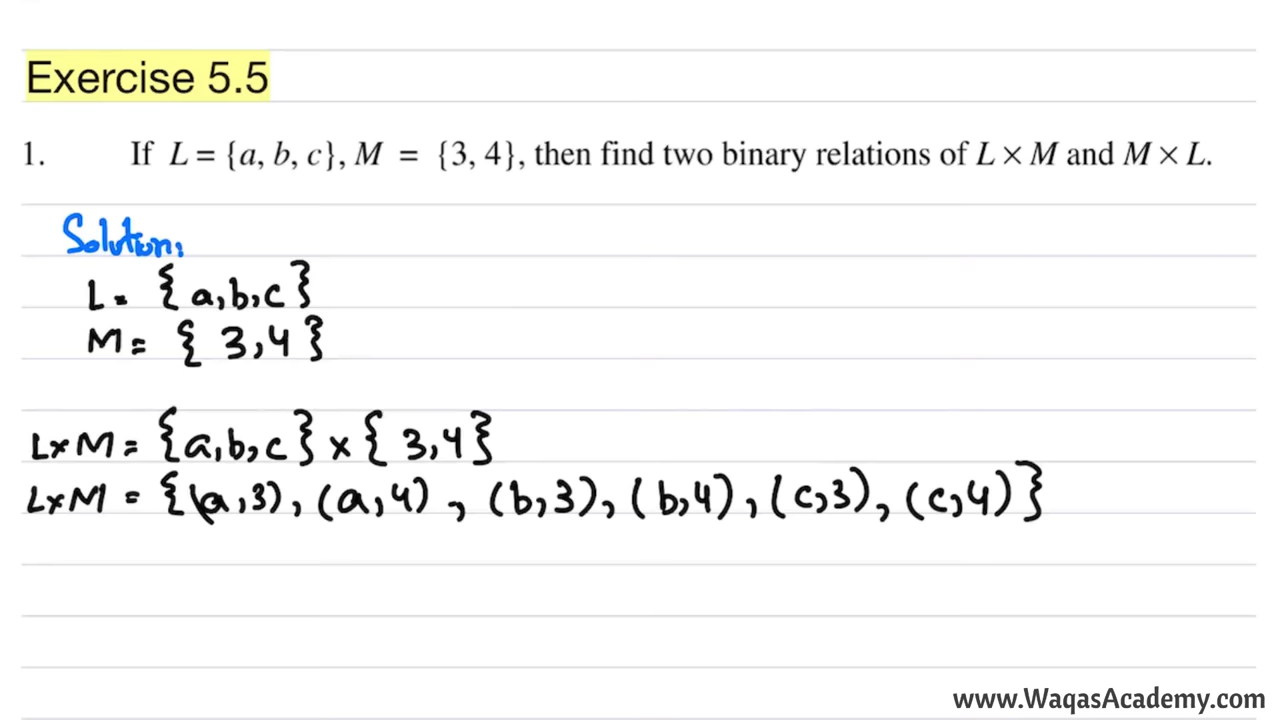 Exercise 5.5
1. If L = {a, b, c}, M = {3, 4}, then find two binary relations of L × M and M × L.
Solution:
L = {a,b,c}
M = {3,4}
L×M = {a,b,c} × {3,4}
L×M = {(a,3), (a,4), (b,3), (b,4), (c,3), (c,4)}
www.WaqasAcademy.com